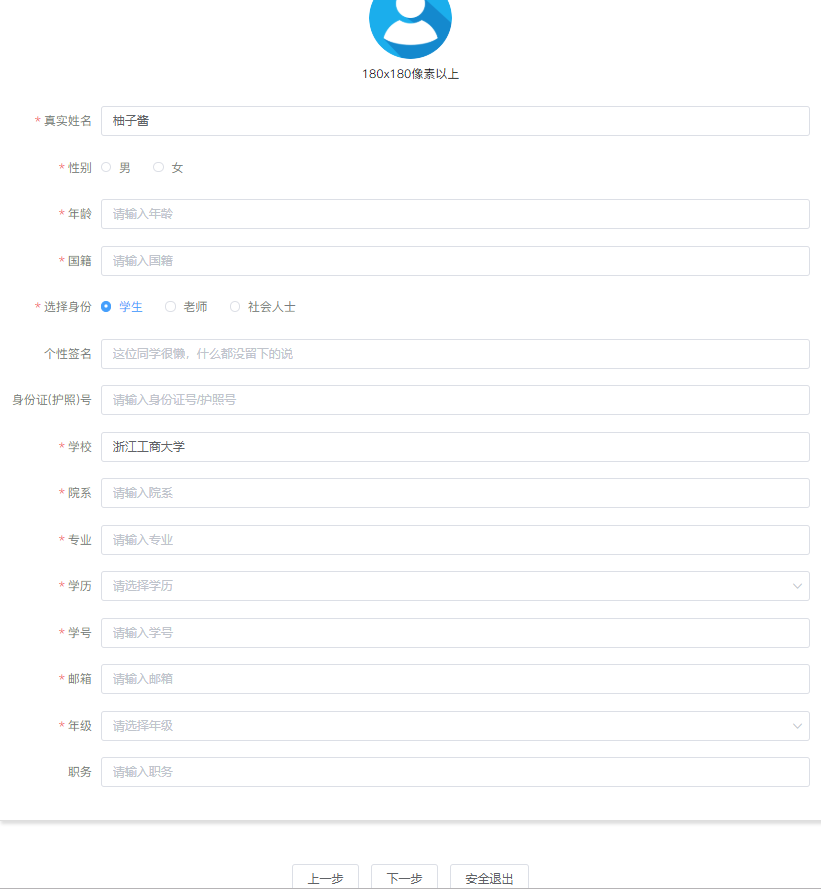 180x180像素以上
* 真实姓名 柚子酱
* 性别 男 女
* 年龄 请输入年龄
* 国籍 请输入国籍
* 选择身份 学生 老师 社会人士
个性签名 这位同学很懒，什么都没留下的说
身份证(护照)号 请输入身份证号/护照号
* 学校 浙江工商大学
* 院系 请输入院系
* 专业 请输入专业
* 学历 请选择学历
* 学号 请输入学号
* 邮箱 请输入邮箱
* 年级 请选择年级
职务 请输入职务
上一步 下一步 安全退出